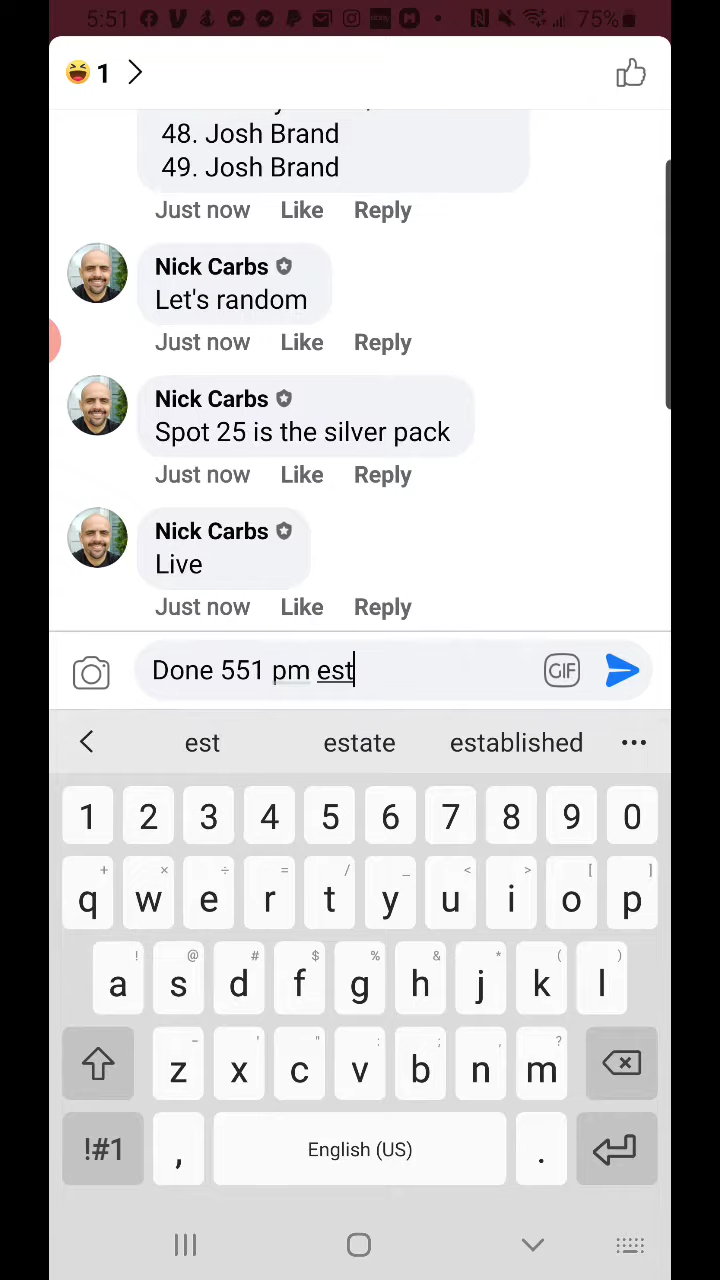 5:51
75%
1
48. Josh Brand
49. Josh Brand
Just now Like Reply
Nick Carbs
Let's random
Just now Like Reply
Nick Carbs
Spot 25 is the silver pack
Just now Like Reply
Nick Carbs
Live
Just now Like Reply
Done 551 pm est
GIF
est estate established
1 2 3 4 5 6 7 8 9 0
+ × ÷ = / _ < > [ ]
q w e r t y u i o p
! @ # $ % & * ( )
a s d f g h j k l
- ' " : ; , ?
z x c v b n m
!#1 , English (US) .